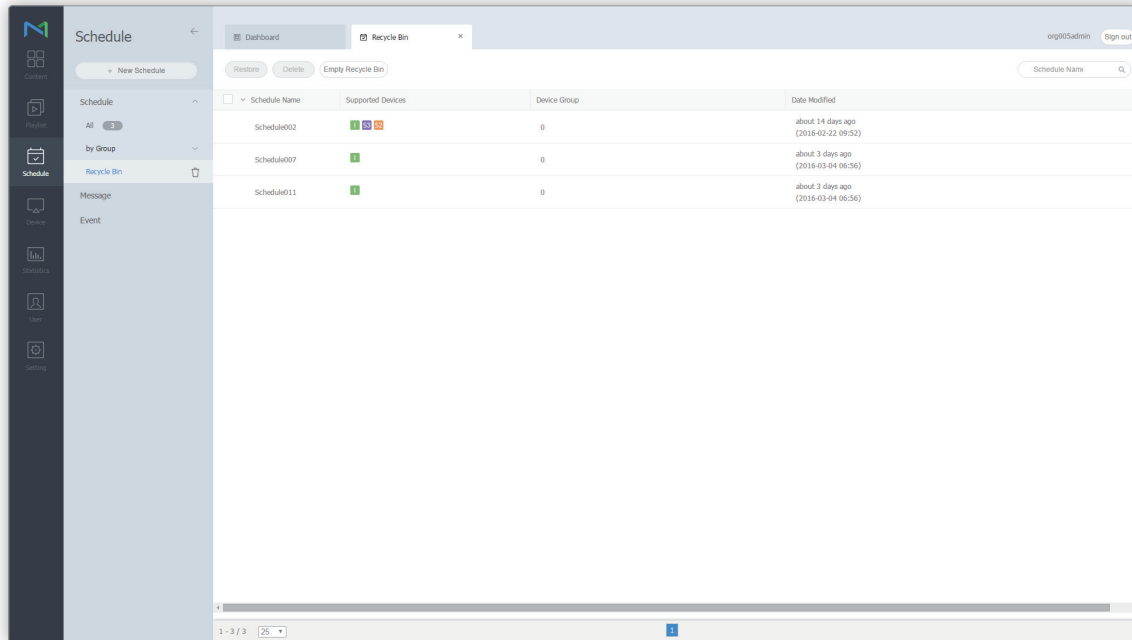 Content
Playlist
Schedule
Device
Statistics
User
Setting
Schedule
+ New Schedule
Schedule
All 3
by Group
Recycle Bin
Message
Event
Dashboard
Recycle Bin ×
org005admin Sign out
Restore Delete Empty Recycle Bin
Schedule Name
Schedule Name Supported Devices Device Group Date Modified
Schedule002 I S3 S2 0 about 14 days ago
(2016-02-22 09:52)
Schedule007 I 0 about 3 days ago
(2016-03-04 06:56)
Schedule011 I 0 about 3 days ago
(2016-03-04 06:56)
1 - 3 / 3 25 1